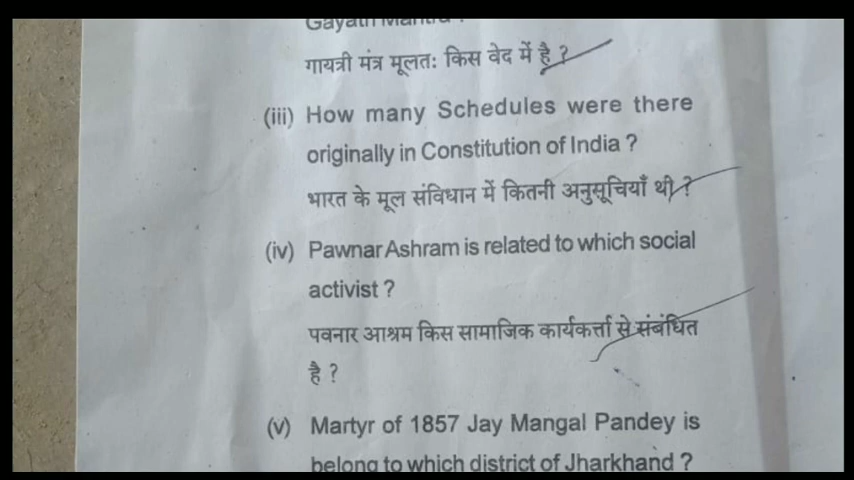 Gayatri Mantra ?
गायत्री मंत्र मूलतः किस वेद में है ?
(iii) How many Schedules were there
originally in Constitution of India ?
भारत के मूल संविधान में कितनी अनुसूचियाँ थी ?
(iv) Pawnar Ashram is related to which social
activist ?
पवनार आश्रम किस सामाजिक कार्यकर्त्ता से संबंधित
है ?
(v) Martyr of 1857 Jay Mangal Pandey is
belong to which district of Jharkhand ?